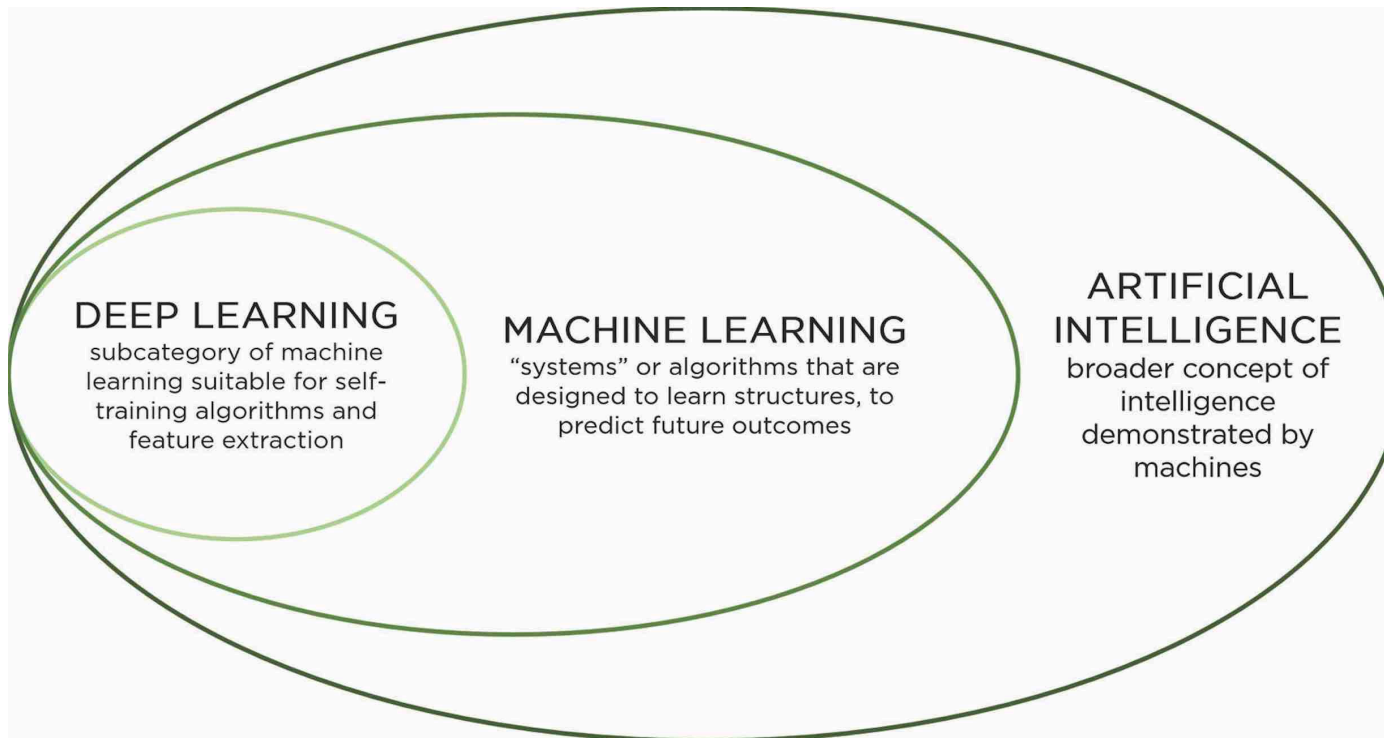 DEEP LEARNING
subcategory of machine
learning suitable for self-
training algorithms and
feature extraction
MACHINE LEARNING
“systems” or algorithms that are
designed to learn structures, to
predict future outcomes
ARTIFICIAL
INTELLIGENCE
broader concept of
intelligence
demonstrated by
machines